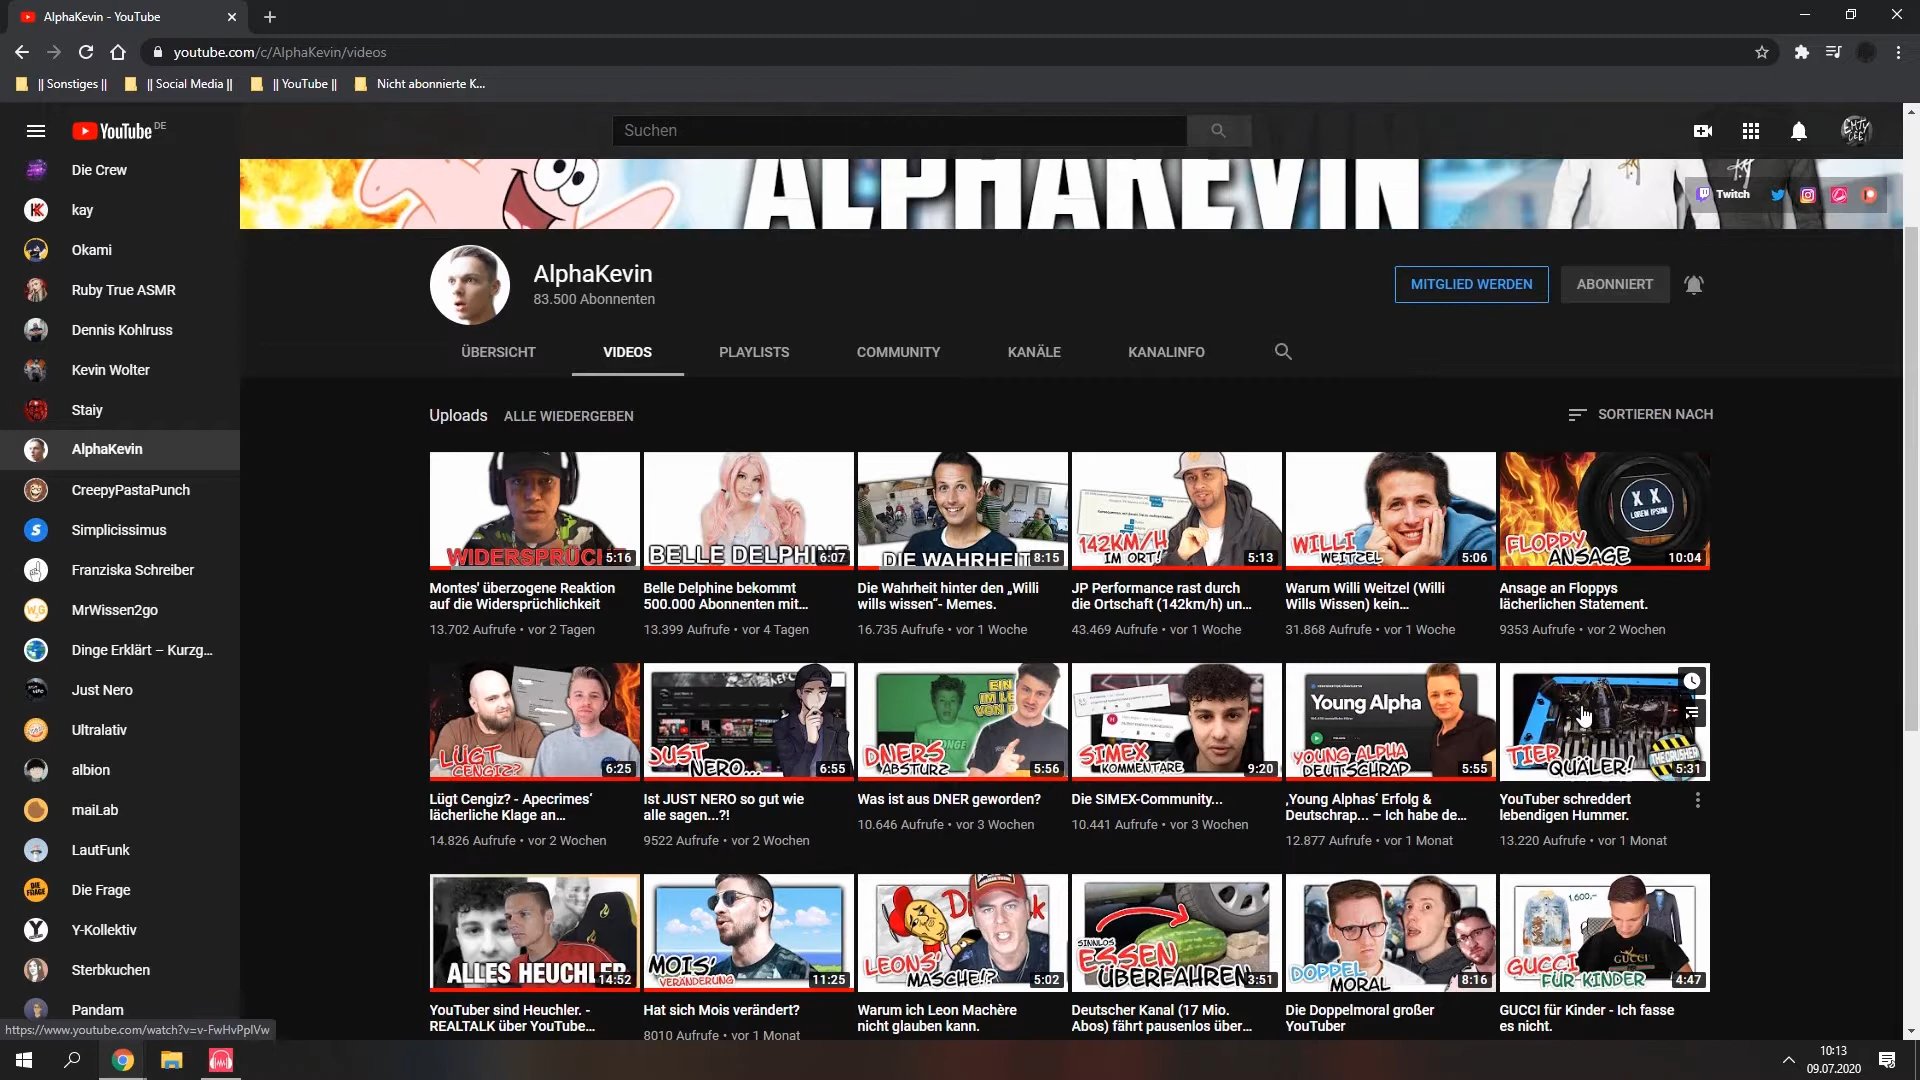 AlphaKevin - YouTube
youtube.com/c/AlphaKevin/videos
|| Sonstiges ||
|| Social Media ||
|| YouTube ||
Nicht abonnierte K...
YouTube DE
Suchen
ALPHAKEVIN
Twitch
Die Crew
kay
Okami
Ruby True ASMR
Dennis Kohlruss
Kevin Wolter
Staiy
AlphaKevin
CreepyPastaPunch
Simplicissimus
Franziska Schreiber
MrWissen2go
Dinge Erklärt – Kurzg...
Just Nero
Ultralativ
albion
maiLab
LautFunk
Die Frage
Y-Kollektiv
Sterbkuchen
Pandam
AlphaKevin
83.500 Abonnenten
MITGLIED WERDEN
ABONNIERT
ÜBERSICHT
VIDEOS
PLAYLISTS
COMMUNITY
KANÄLE
KANALINFO
Uploads
ALLE WIEDERGEBEN
SORTIEREN NACH
5:16
Montes' überzogene Reaktion
auf die Widersprüchlichkeit
13.702 Aufrufe • vor 2 Tagen
BELLE DELPHINE
6:07
Belle Delphine bekommt
500.000 Abonnenten mit...
13.399 Aufrufe • vor 4 Tagen
DIE WAHRHEIT
8:15
Die Wahrheit hinter den „Willi
wills wissen“- Memes.
16.735 Aufrufe • vor 1 Woche
142KM/H
IM ORT!
5:13
JP Performance rast durch
die Ortschaft (142km/h) un...
43.469 Aufrufe • vor 1 Woche
WILLI
WEITZEL
5:06
Warum Willi Weitzel (Willi
Wills Wissen) kein...
31.868 Aufrufe • vor 1 Woche
X X
LOREM IPSUM
FLOPPY
ANSAGE
10:04
Ansage an Floppys
lächerlichen Statement.
9353 Aufrufe • vor 2 Wochen
LÜGT
CENGIZ?
6:25
Lügt Cengiz? - Apecrimes‘
lächerliche Klage an...
14.826 Aufrufe • vor 2 Wochen
JUST
NERO...
6:55
Ist JUST NERO so gut wie
alle sagen...?!
9522 Aufrufe • vor 2 Wochen
EIN
IM LE
VON D
DNERS
ABSTURZ
5:56
Was ist aus DNER geworden?
10.646 Aufrufe • vor 3 Wochen
SIMEX
KOMMENTARE
9:20
Die SIMEX-Community...
10.441 Aufrufe • vor 3 Wochen
Young Alpha
YOUNG ALPHA
DEUTSCHRAP
5:55
‚Young Alphas‘ Erfolg &
Deutschrap... – Ich habe de...
12.877 Aufrufe • vor 1 Monat
TIER
QUÄLER!
THE CRUSHER
5:31
YouTuber schreddert
lebendigen Hummer.
13.220 Aufrufe • vor 1 Monat
ALLES HEUCHLER
14:52
YouTuber sind Heuchler. -
REALTALK über YouTube...
MOIS'
VERÄNDERUNG
11:25
Hat sich Mois verändert?
8010 Aufrufe • vor 1 Monat
LEONS'
MASCHE!?
5:02
Warum ich Leon Machère
nicht glauben kann.
SINNLOS
ESSEN
ÜBERFAHREN
3:51
Deutscher Kanal (17 Mio.
Abos) fährt pausenlos über...
DOPPEL
MORAL
8:16
Die Doppelmoral großer
YouTuber
1.600,-
GUCCI
GUCCI
FÜR KINDER
4:47
GUCCI für Kinder - Ich fasse
es nicht.
https://www.youtube.com/watch?v=v-FwHvPpIVw
10:13
09.07.2020